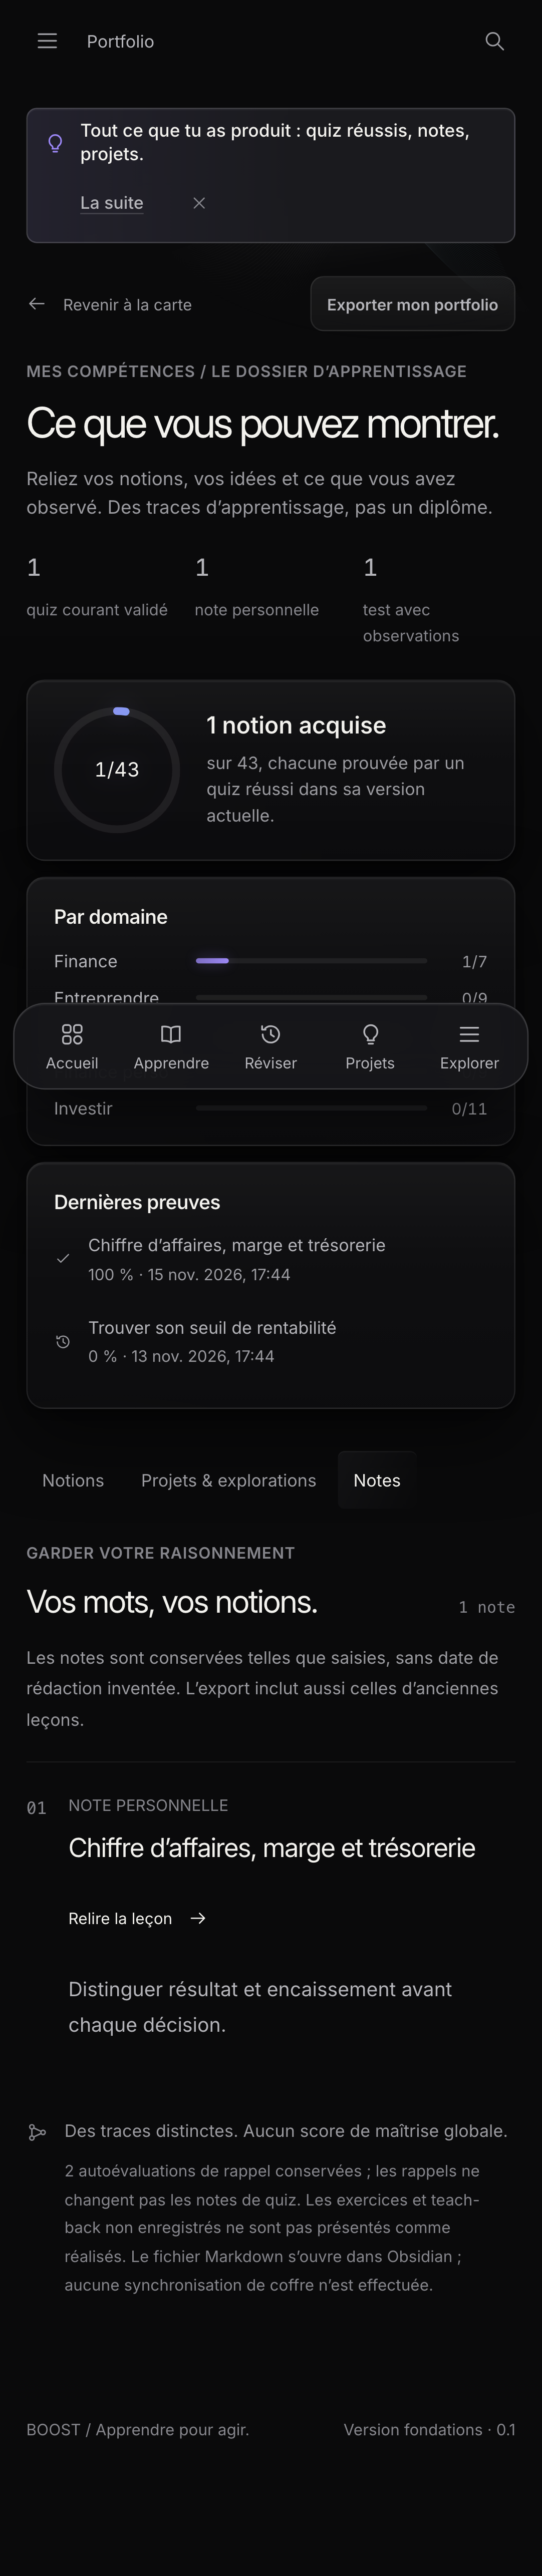 Portfolio
Tout ce que tu as produit : quiz réussis, notes,
projets.
La suite
Revenir à la carte
Exporter mon portfolio
MES COMPÉTENCES / LE DOSSIER D’APPRENTISSAGE
Ce que vous pouvez montrer.
Reliez vos notions, vos idées et ce que vous avez
observé. Des traces d’apprentissage, pas un diplôme.
1
quiz courant validé
1
note personnelle
1
test avec
observations
1/43
1 notion acquise
sur 43, chacune prouvée par un
quiz réussi dans sa version
actuelle.
Par domaine
Finance 1/7
Entreprendre 0/9
Accueil
Apprendre
Réviser
Projets
Explorer
Investir 0/11
Dernières preuves
Chiffre d’affaires, marge et trésorerie
100 % · 15 nov. 2026, 17:44
Trouver son seuil de rentabilité
0 % · 13 nov. 2026, 17:44
Notions
Projets & explorations
Notes
GARDER VOTRE RAISONNEMENT
Vos mots, vos notions.
1 note
Les notes sont conservées telles que saisies, sans date de
rédaction inventée. L’export inclut aussi celles d’anciennes
leçons.
01
NOTE PERSONNELLE
Chiffre d’affaires, marge et trésorerie
Relire la leçon
Distinguer résultat et encaissement avant
chaque décision.
Des traces distinctes. Aucun score de maîtrise globale.
2 autoévaluations de rappel conservées ; les rappels ne
changent pas les notes de quiz. Les exercices et teach-
back non enregistrés ne sont pas présentés comme
réalisés. Le fichier Markdown s’ouvre dans Obsidian ;
aucune synchronisation de coffre n’est effectuée.
BOOST / Apprendre pour agir.
Version fondations · 0.1